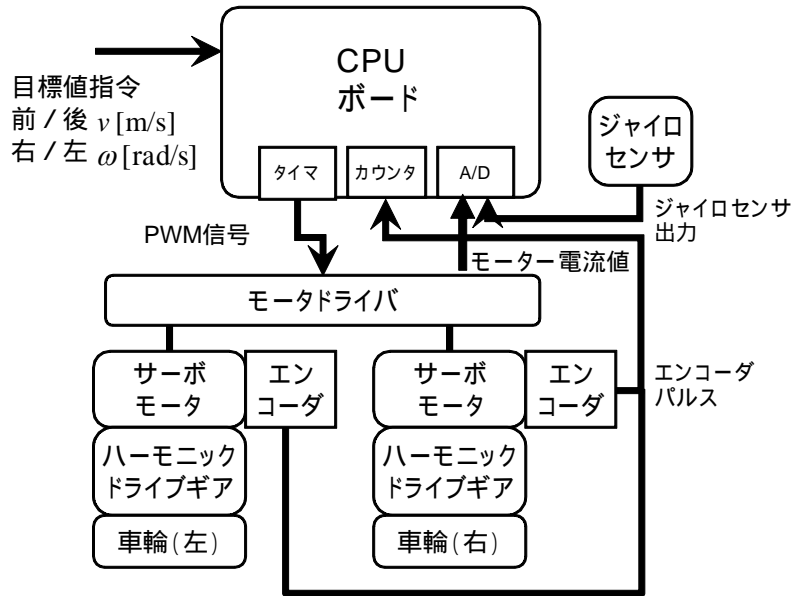 CPU
ボード
目標値指令
前/後 v [m/s]
右/左 ω [rad/s]
タイマ
カウンタ
A/D
ジャイロ
センサ
ジャイロセンサ
出力
PWM信号
モーター電流値
モータドライバ
サーボ
モータ
エン
コーダ
サーボ
モータ
エン
コーダ
エンコーダ
パルス
ハーモニック
ドライブギア
ハーモニック
ドライブギア
車輪(左)
車輪(右)